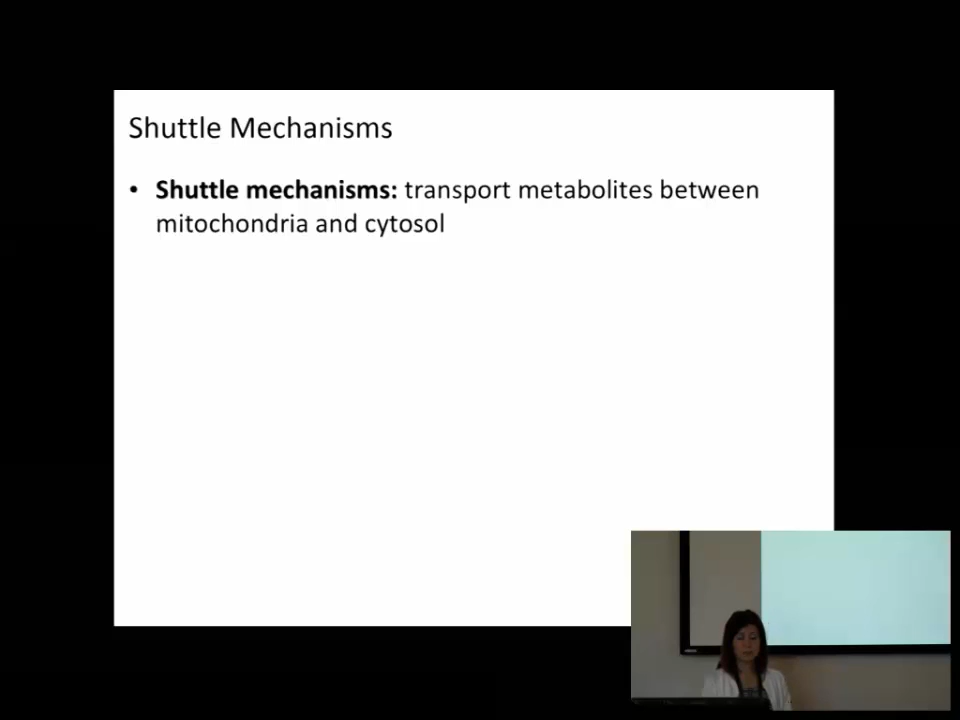 Shuttle Mechanisms
• Shuttle mechanisms: transport metabolites between
mitochondria and cytosol